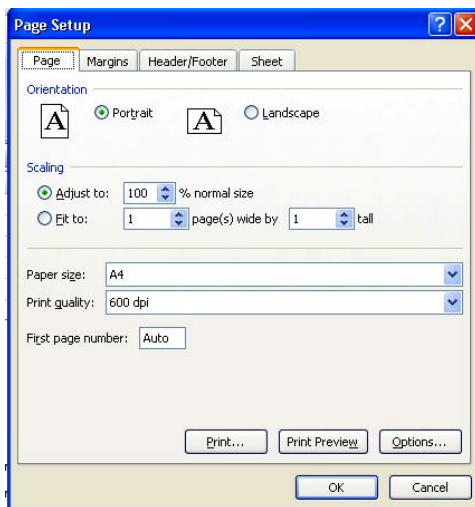 Page Setup
Page Margins Header/Footer Sheet
Orientation
A Portrait A Landscape
Scaling
Adjust to: 100 % normal size
Fit to: 1 page(s) wide by 1 tall
Paper size: A4
Print quality: 600 dpi
First page number: Auto
Print... Print Preview Options...
OK Cancel